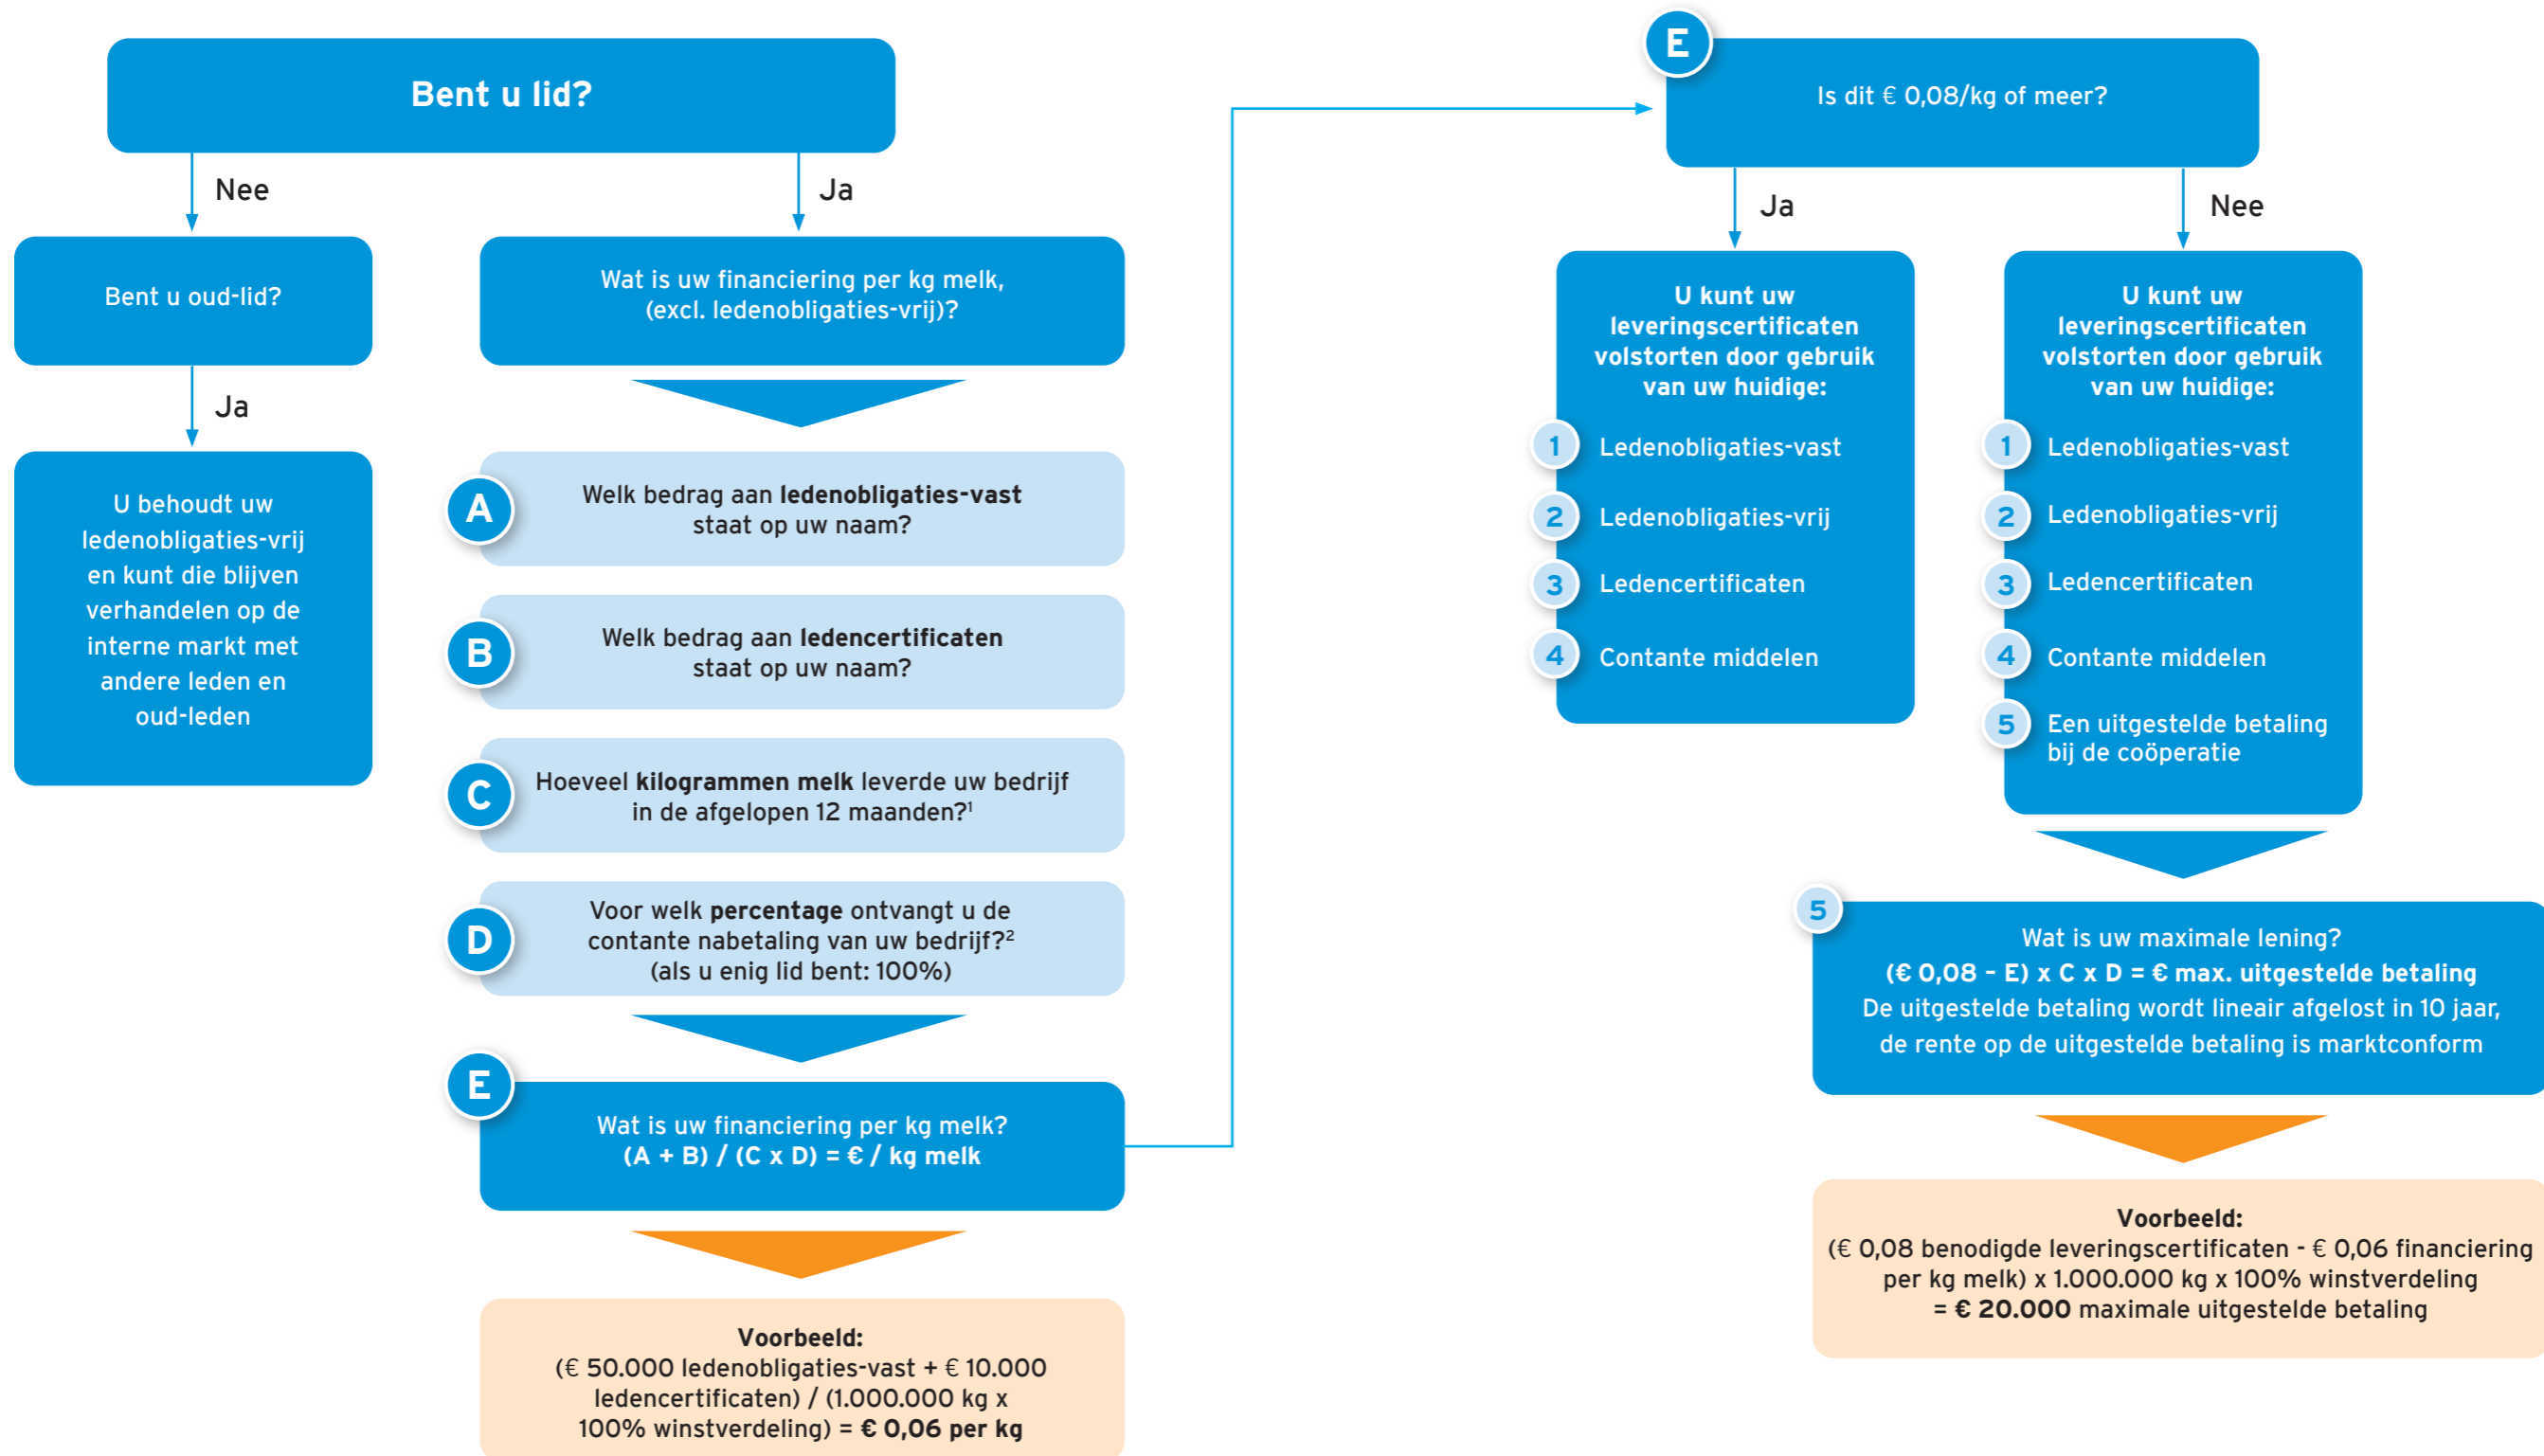 Bent u lid?
Nee
Ja
Bent u oud-lid?
Ja
U behoudt uw
ledenobligaties-vrij
en kunt die blijven
verhandelen op de
interne markt met
andere leden en
oud-leden
Wat is uw financiering per kg melk,
(excl. ledenobligaties-vrij)?
A
Welk bedrag aan ledenobligaties-vast
staat op uw naam?
B
Welk bedrag aan ledencertificaten
staat op uw naam?
C
Hoeveel kilogrammen melk leverde uw bedrijf
in de afgelopen 12 maanden?¹
D
Voor welk percentage ontvangt u de
contante nabetaling van uw bedrijf?²
(als u enig lid bent: 100%)
E
Wat is uw financiering per kg melk?
(A + B) / (C x D) = € / kg melk
Voorbeeld:
(€ 50.000 ledenobligaties-vast + € 10.000
ledencertificaten) / (1.000.000 kg x
100% winstverdeling) = € 0,06 per kg
E
Is dit € 0,08/kg of meer?
Ja
Nee
U kunt uw
leveringscertificaten
volstorten door gebruik
van uw huidige:
1 Ledenobligaties-vast
2 Ledenobligaties-vrij
3 Ledencertificaten
4 Contante middelen
U kunt uw
leveringscertificaten
volstorten door gebruik
van uw huidige:
1 Ledenobligaties-vast
2 Ledenobligaties-vrij
3 Ledencertificaten
4 Contante middelen
5 Een uitgestelde betaling
bij de coöperatie
5
Wat is uw maximale lening?
(€ 0,08 – E) x C x D = € max. uitgestelde betaling
De uitgestelde betaling wordt lineair afgelost in 10 jaar,
de rente op de uitgestelde betaling is marktconform
Voorbeeld:
(€ 0,08 benodigde leveringscertificaten - € 0,06 financiering
per kg melk) x 1.000.000 kg x 100% winstverdeling
= € 20.000 maximale uitgestelde betaling